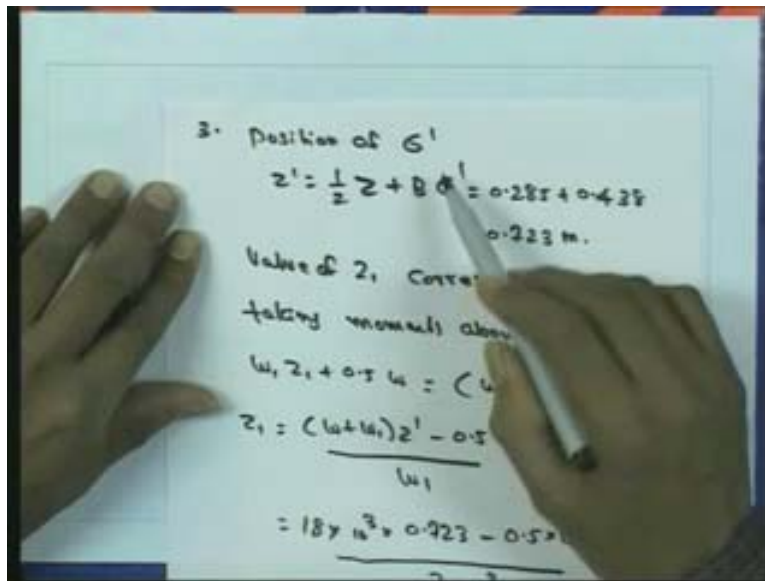 3. Position of G'
z' = 1/2 z + B G' = 0.285 + 0.438
0.723 m.
Value of z, Corre
taking moments abou
W₁ z₁ + 0.5 W = (W
z₁ = (W+W₁)z' - 0.5
W₁
= 18 × 10³ × 0.723 - 0.5 ×